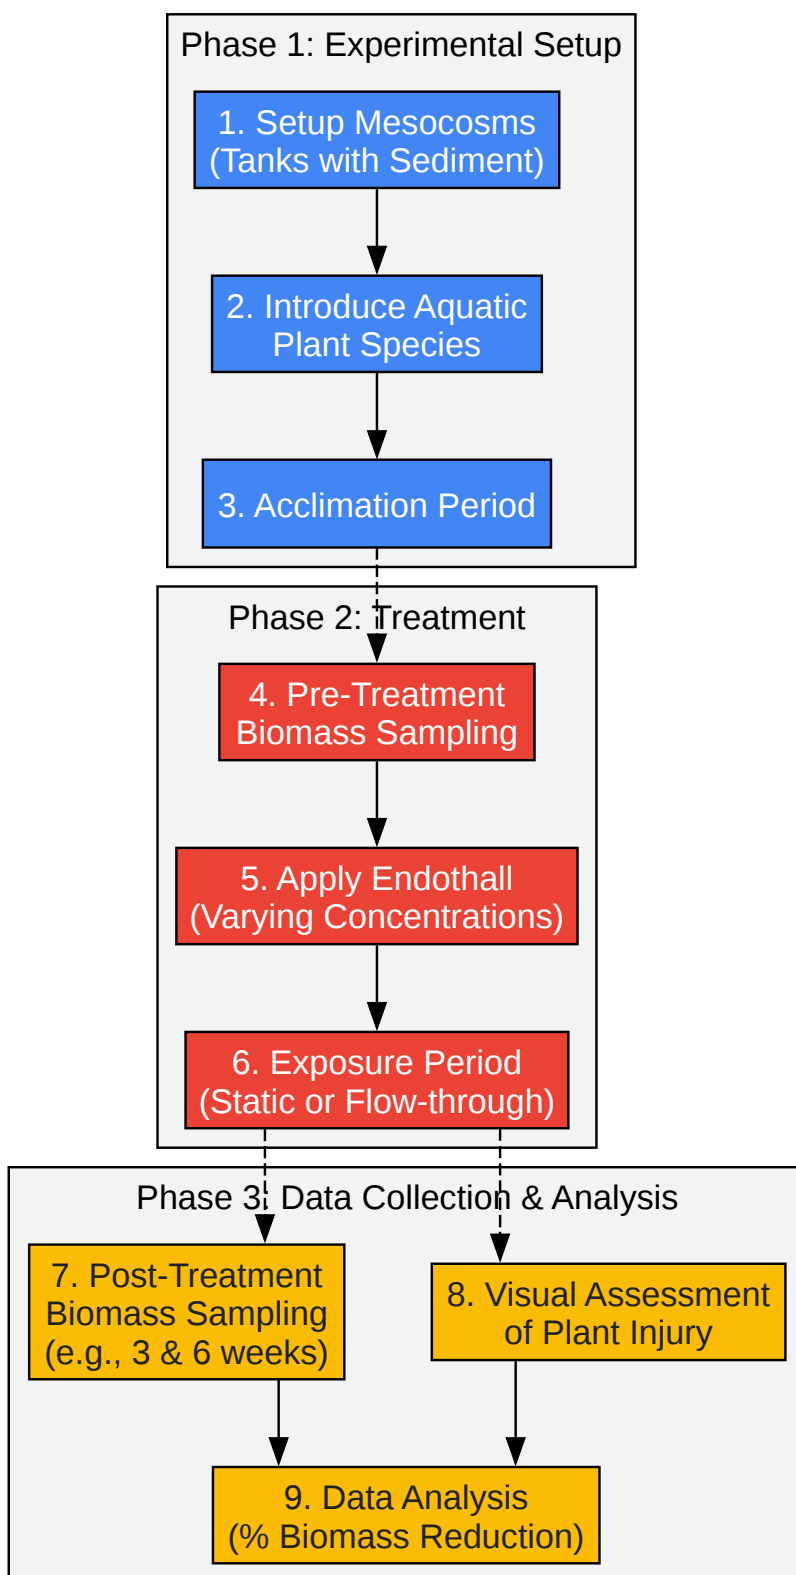 Phase 1: Experimental Setup
1. Setup Mesocosms
(Tanks with Sediment)
2. Introduce Aquatic
Plant Species
3. Acclimation Period
Phase 2: Treatment
4. Pre-Treatment
Biomass Sampling
5. Apply Endothall
(Varying Concentrations)
6. Exposure Period
(Static or Flow-through)
Phase 3: Data Collection & Analysis
7. Post-Treatment
Biomass Sampling
(e.g., 3 & 6 weeks)
8. Visual Assessment
of Plant Injury
9. Data Analysis
(% Biomass Reduction)